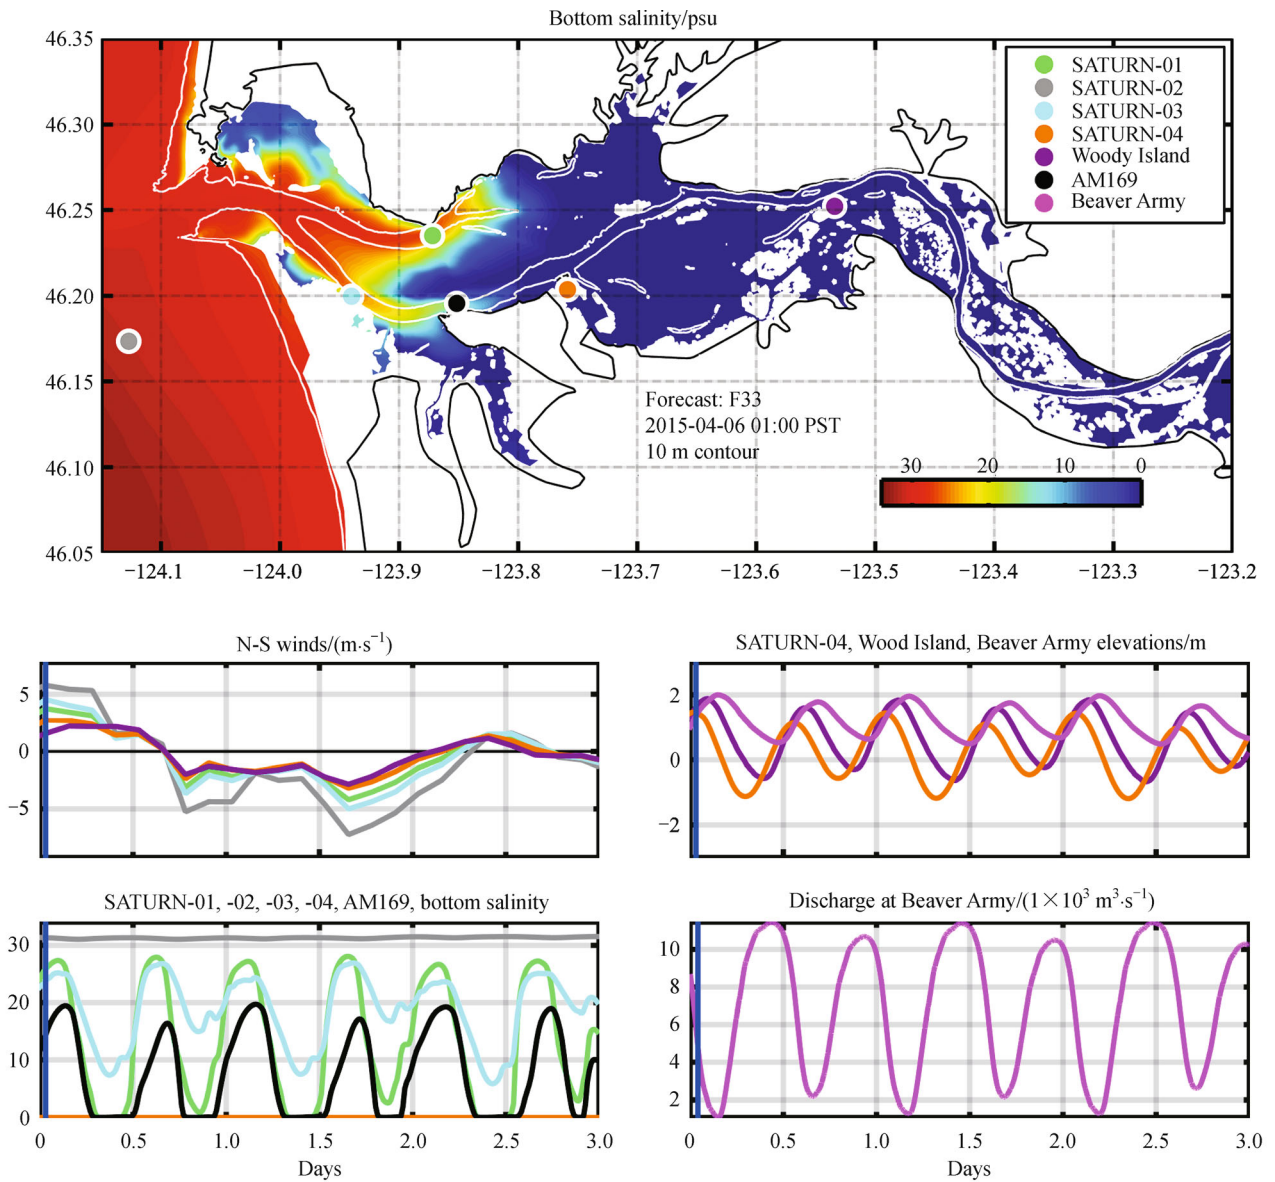 Bottom salinity/psu
46.35
46.30
46.25
46.20
46.15
46.10
46.05
SATURN-01
SATURN-02
SATURN-03
SATURN-04
Woody Island
AM169
Beaver Army
Forecast: F33
2015-04-06 01:00 PST
10 m contour
30 20 10 0
−124.1 −124.0 −123.9 −123.8 −123.7 −123.6 −123.5 −123.4 −123.3 −123.2
N-S winds/(m·s⁻¹)
5
0
−5
SATURN-04, Wood Island, Beaver Army elevations/m
2
0
−2
SATURN-01, -02, -03, -04, AM169, bottom salinity
30
20
10
0
0 0.5 1.0 1.5 2.0 2.5 3.0
Days
Discharge at Beaver Army/(1×10³ m³·s⁻¹)
10
8
6
4
2
0 0.5 1.0 1.5 2.0 2.5 3.0
Days